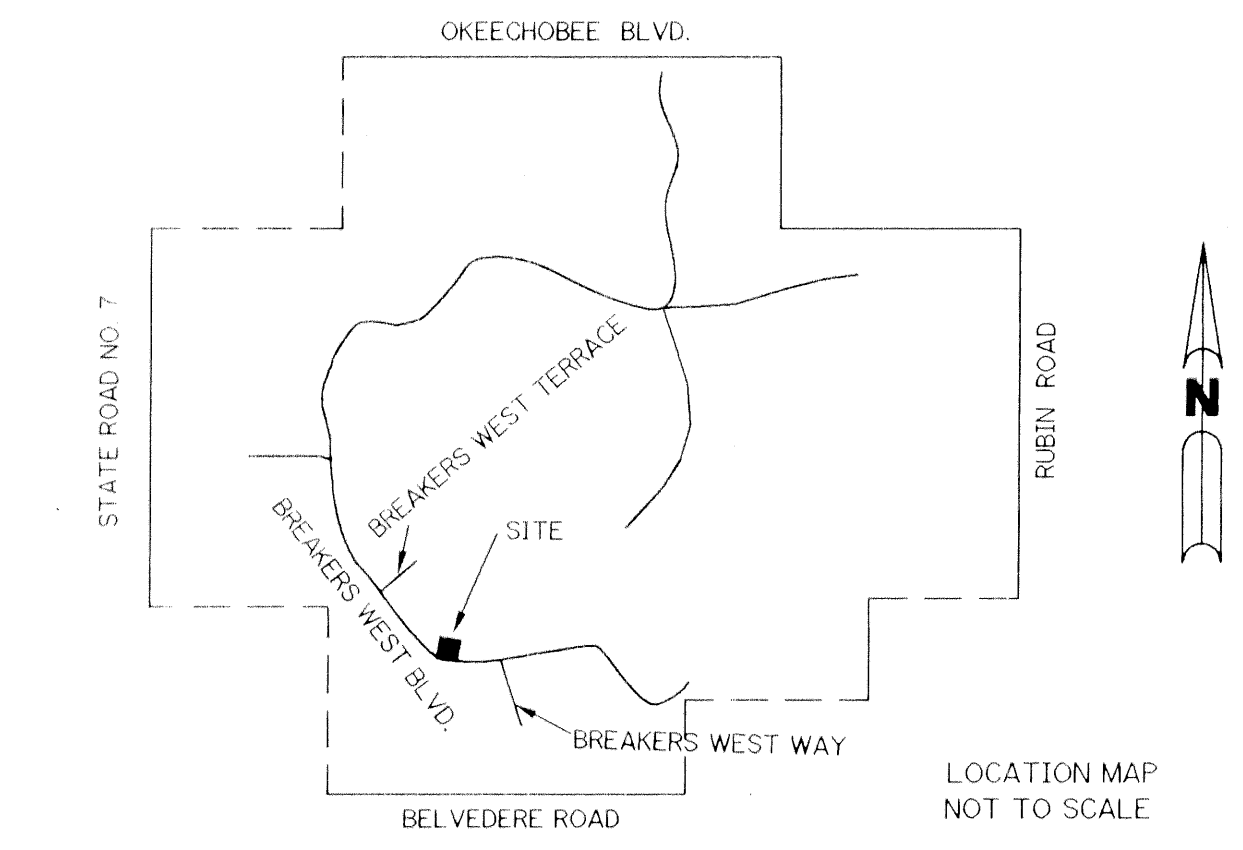 OKEECHOBEE BLVD.
STATE ROAD NO. 7
RUBIN ROAD
N
BREAKERS WEST TERRACE
BREAKERS WEST BLVD.
SITE
BREAKERS WEST WAY
BELVEDERE ROAD
LOCATION MAP
NOT TO SCALE